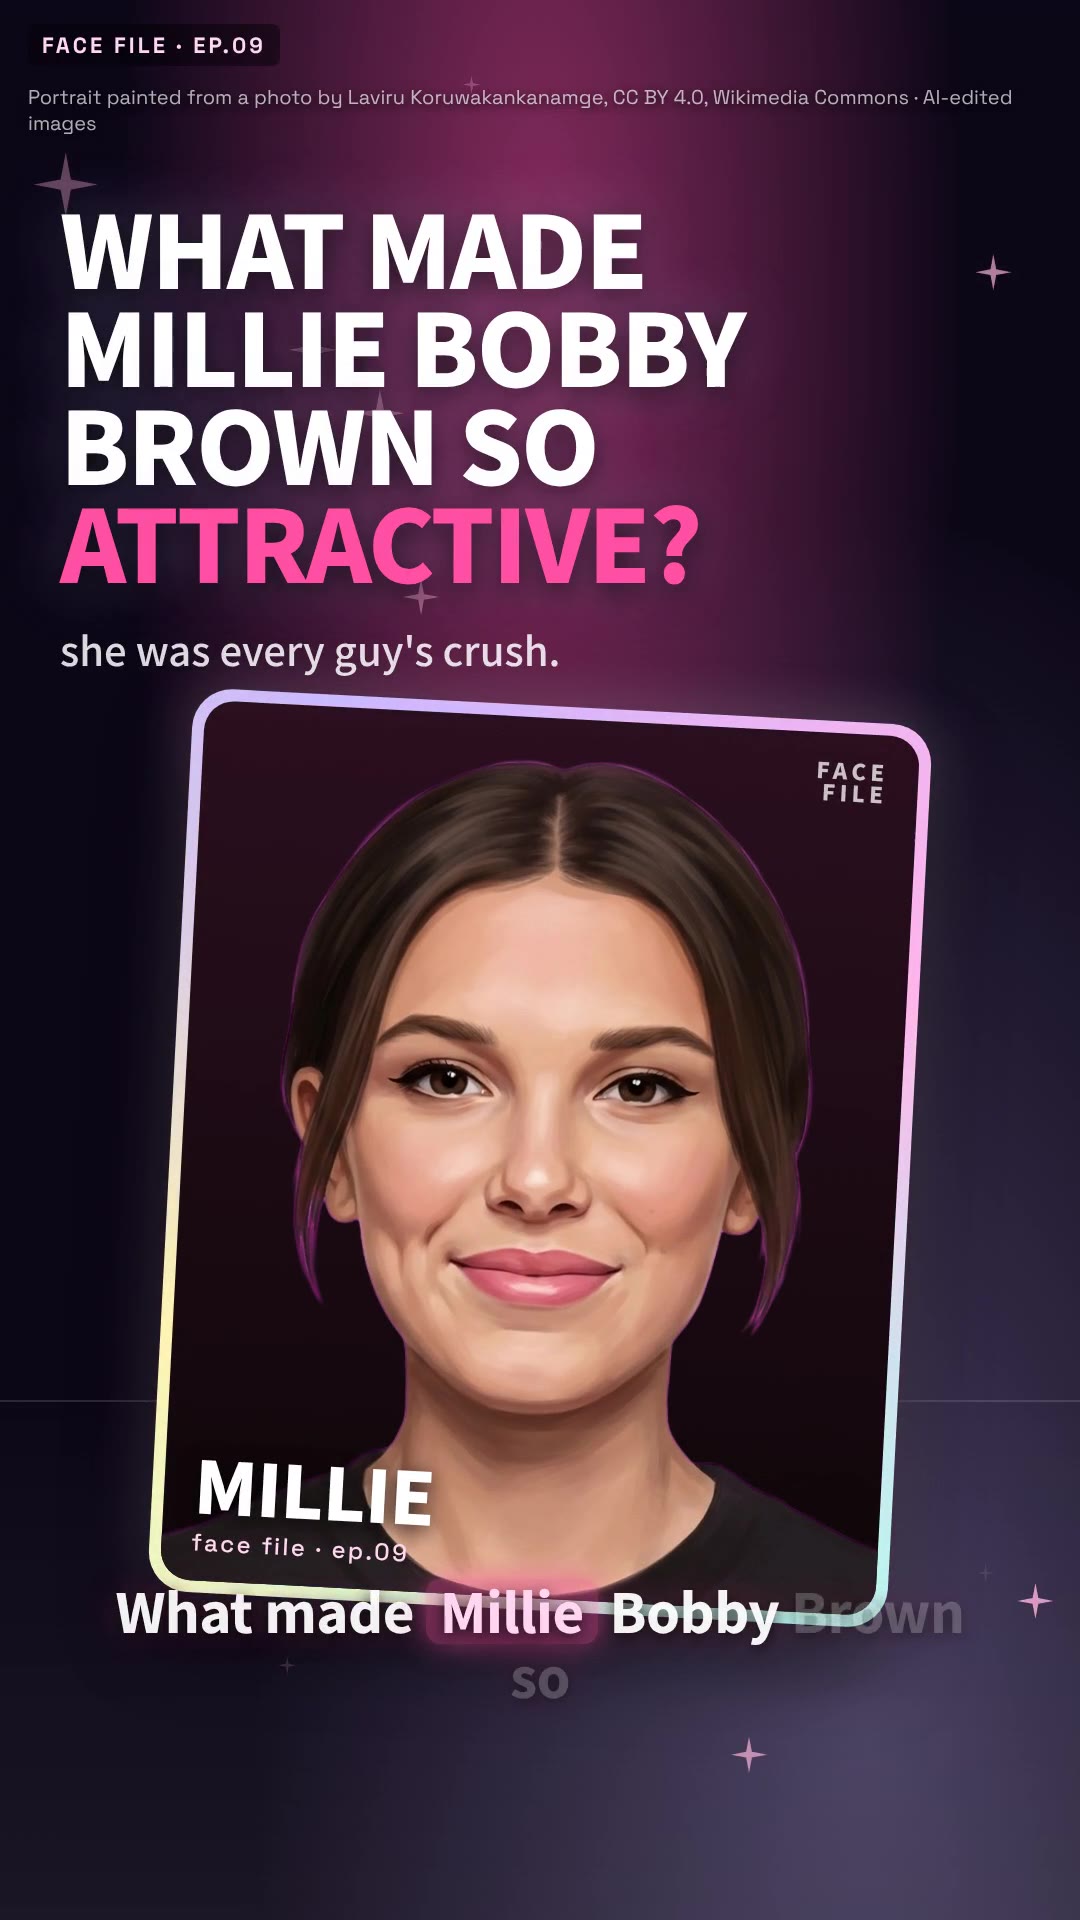 FACE FILE · EP.09
Portrait painted from a photo by Laviru Koruwakankanamge, CC BY 4.0, Wikimedia Commons · AI-edited
images
WHAT MADE
MILLIE BOBBY
BROWN SO
ATTRACTIVE?
she was every guy's crush.
FACE
FILE
MILLIE
face file · ep.09
What made Millie Bobby Brown
so